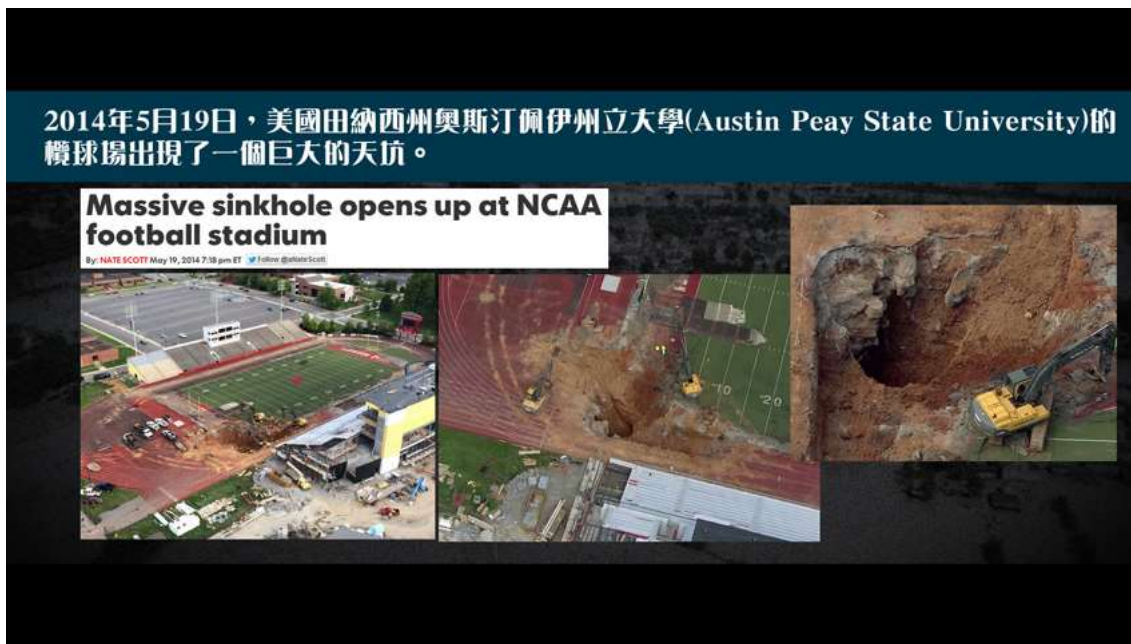 2014年5月19日，美國田納西州奧斯汀佩伊州立大學(Austin Peay State University)的
欖球場出現了一個巨大的天坑。
Massive sinkhole opens up at NCAA
football stadium
By: NATE SCOTT May 19, 2014 7:18 pm ET Follow @aNateScott
10
20